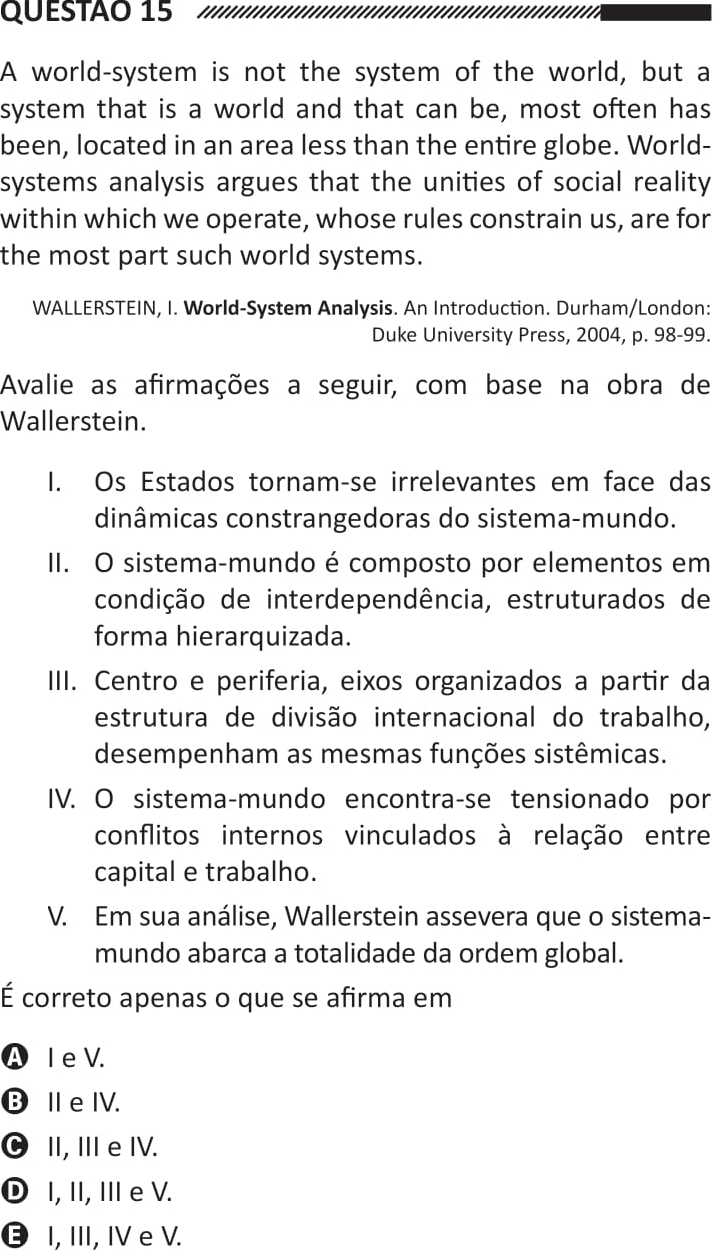 QUESTÃO 15
A world-system is not the system of the world, but a
system that is a world and that can be, most often has
been, located in an area less than the entire globe. World-
systems analysis argues that the unities of social reality
within which we operate, whose rules constrain us, are for
the most part such world systems.
WALLERSTEIN, I. World-System Analysis. An Introduction. Durham/London:
Duke University Press, 2004, p. 98-99.
Avalie as afirmações a seguir, com base na obra de
Wallerstein.
I. Os Estados tornam-se irrelevantes em face das
dinâmicas constrangedoras do sistema-mundo.
II. O sistema-mundo é composto por elementos em
condição de interdependência, estruturados de
forma hierarquizada.
III. Centro e periferia, eixos organizados a partir da
estrutura de divisão internacional do trabalho,
desempenham as mesmas funções sistêmicas.
IV. O sistema-mundo encontra-se tensionado por
conflitos internos vinculados à relação entre
capital e trabalho.
V. Em sua análise, Wallerstein assevera que o sistema-
mundo abarca a totalidade da ordem global.
É correto apenas o que se afirma em
A I e V.
B II e IV.
C II, III e IV.
D I, II, III e V.
E I, III, IV e V.